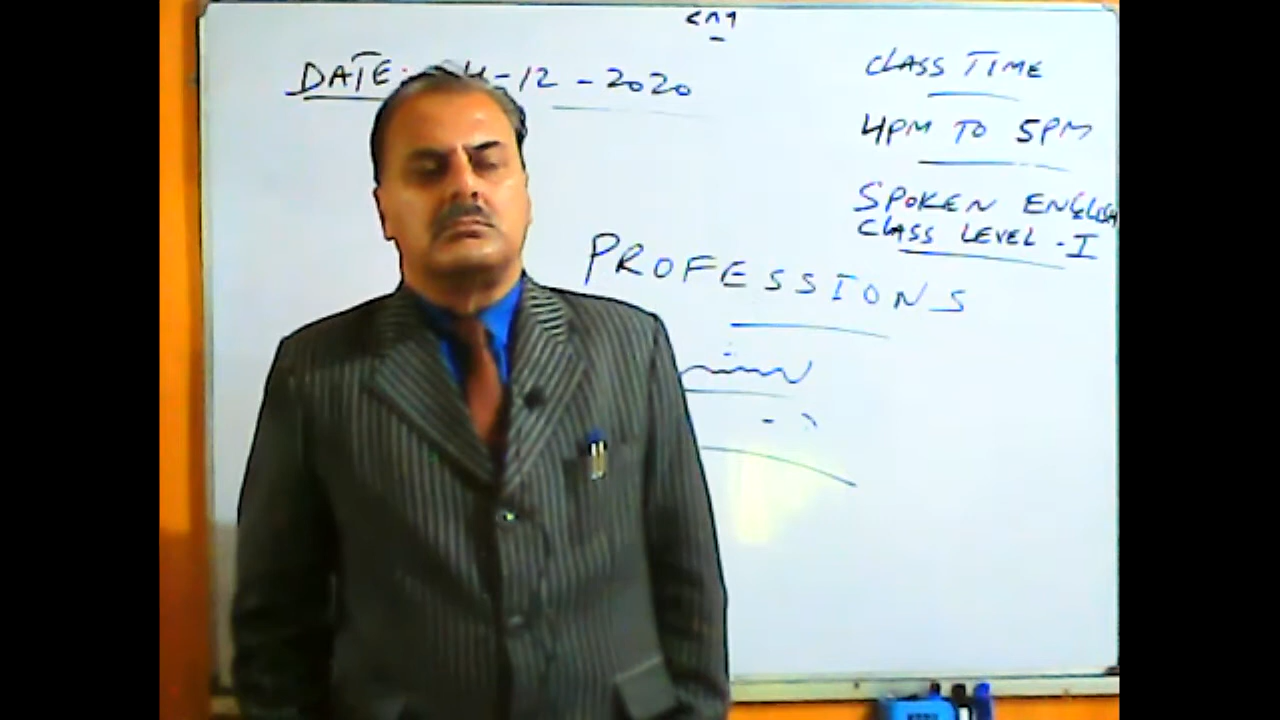 DATE: -12-2020
CLASS TIME
4PM TO 5PM
SPOKEN ENGLISH
CLASS LEVEL - I
PROFESSIONS